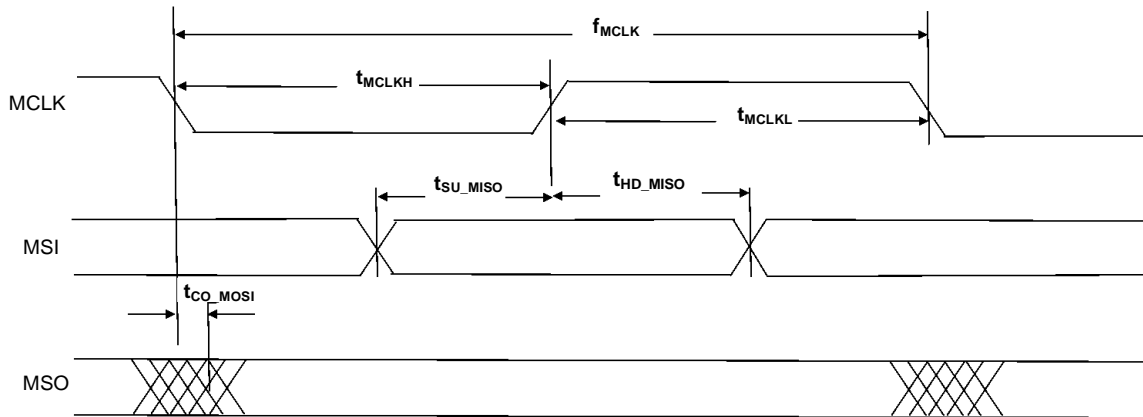 fMCLK
tMCLKH
MCLK
tMCLKL
tSU_MISO
tHD_MISO
MSI
tCO_MOSI
MSO